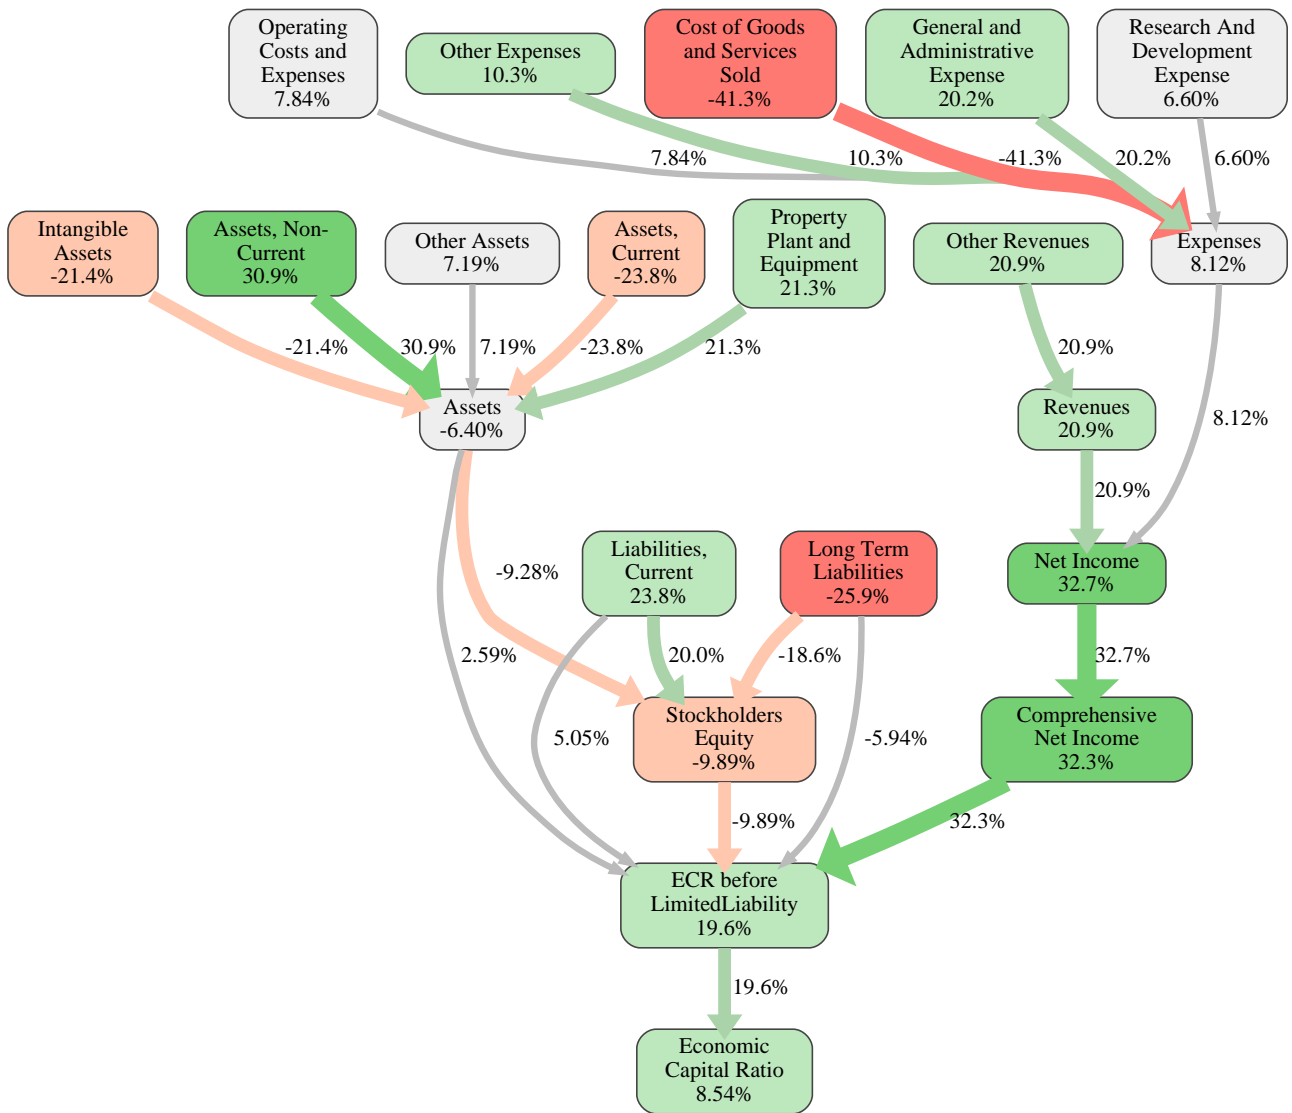 Operating
Costs and
Expenses
7.84%
Other Expenses
10.3%
Cost of Goods
and Services
Sold
-41.3%
General and
Administrative
Expense
20.2%
Research And
Development
Expense
6.60%
7.84%
10.3%
-41.3%
20.2%
6.60%
Intangible
Assets
-21.4%
Assets, Non-
Current
30.9%
Other Assets
7.19%
Assets,
Current
-23.8%
Property
Plant and
Equipment
21.3%
Other Revenues
20.9%
Expenses
8.12%
-21.4%
30.9%
7.19%
-23.8%
21.3%
20.9%
8.12%
Assets
-6.40%
Revenues
20.9%
20.9%
-9.28%
Liabilities,
Current
23.8%
Long Term
Liabilities
-25.9%
Net Income
32.7%
2.59%
20.0%
-18.6%
32.7%
5.05%
Stockholders
Equity
-9.89%
-5.94%
Comprehensive
Net Income
32.3%
-9.89%
32.3%
ECR before
LimitedLiability
19.6%
19.6%
Economic
Capital Ratio
8.54%